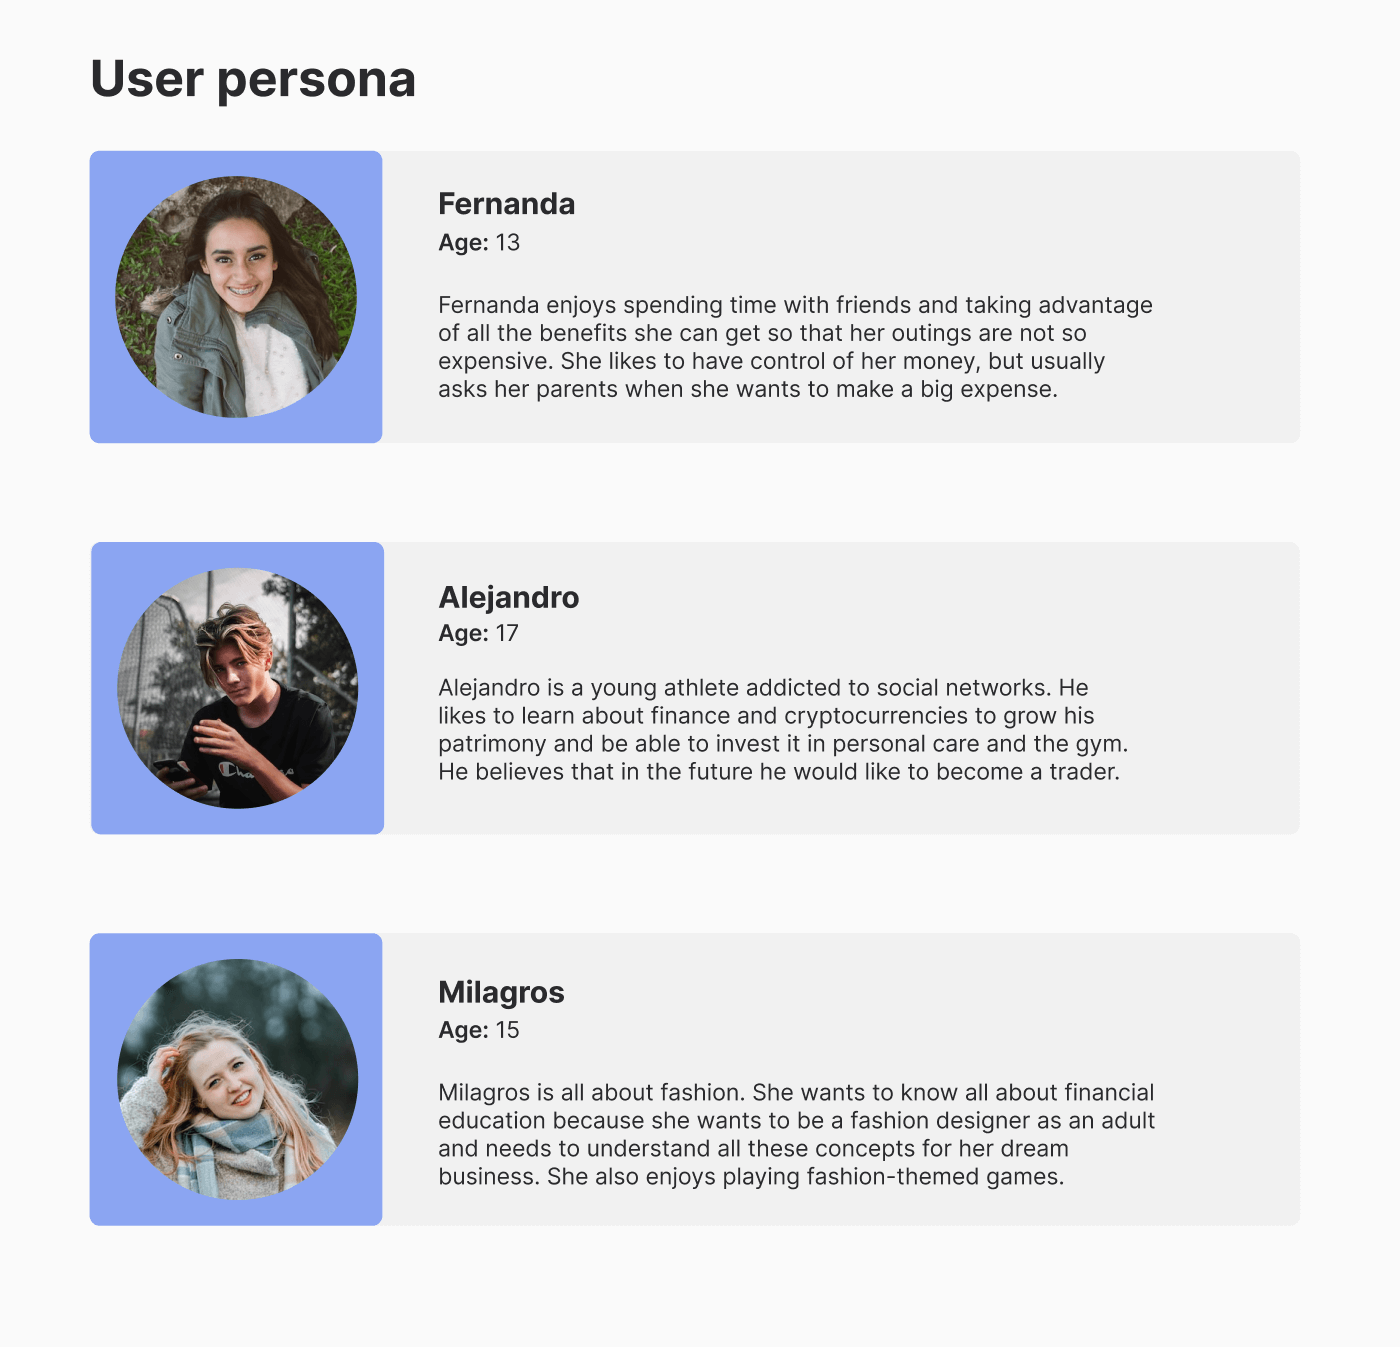 User persona
Fernanda
Age: 13
Fernanda enjoys spending time with friends and taking advantage
of all the benefits she can get so that her outings are not so
expensive. She likes to have control of her money, but usually
asks her parents when she wants to make a big expense.
Alejandro
Age: 17
Alejandro is a young athlete addicted to social networks. He
likes to learn about finance and cryptocurrencies to grow his
patrimony and be able to invest it in personal care and the gym.
He believes that in the future he would like to become a trader.
Milagros
Age: 15
Milagros is all about fashion. She wants to know all about financial
education because she wants to be a fashion designer as an adult
and needs to understand all these concepts for her dream
business. She also enjoys playing fashion-themed games.